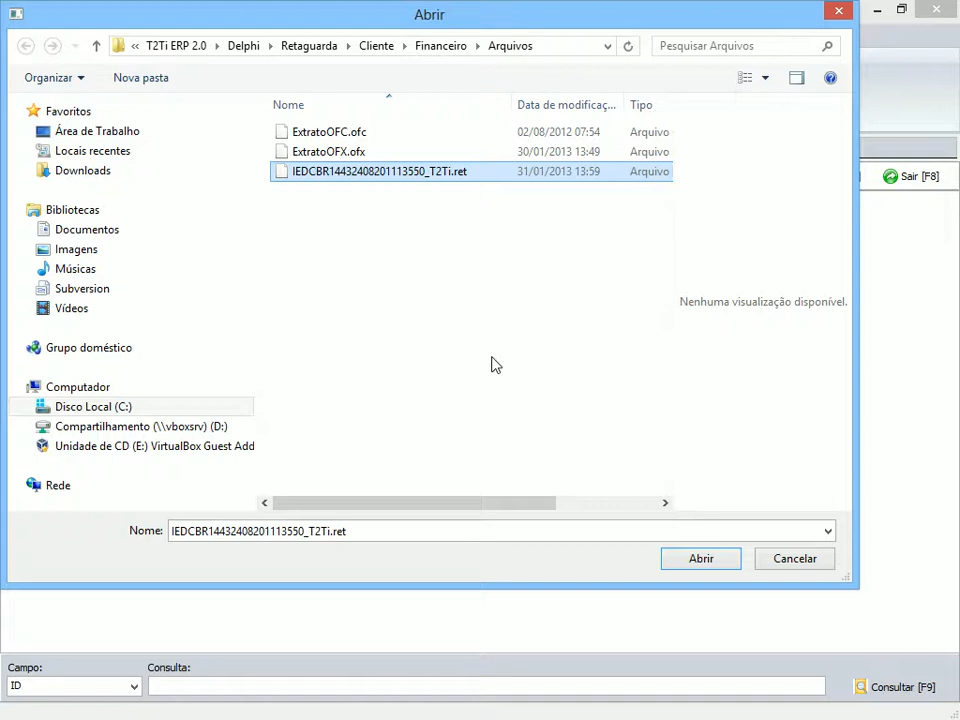 Abrir
« T2Ti ERP 2.0 Delphi Retaguarda Cliente Financeiro Arquivos
Pesquisar Arquivos
Organizar
Nova pasta
Favoritos
Área de Trabalho
Locais recentes
Downloads
Bibliotecas
Documentos
Imagens
Músicas
Subversion
Vídeos
Grupo doméstico
Computador
Disco Local (C:)
Compartilhamento (\\vboxsrv) (D:)
Unidade de CD (E:) VirtualBox Guest Add
Rede
Nome Data de modificaç... Tipo
ExtratoOFC.ofc 02/08/2012 07:54 Arquivo
ExtratoOFX.ofx 30/01/2013 13:49 Arquivo
IEDCBR14432408201113550_T2Ti.ret 31/01/2013 13:59 Arquivo
Nenhuma visualização disponível.
Nome: IEDCBR14432408201113550_T2Ti.ret
Abrir
Cancelar
Sair [F8]
Campo: Consulta:
ID
Consultar [F9]